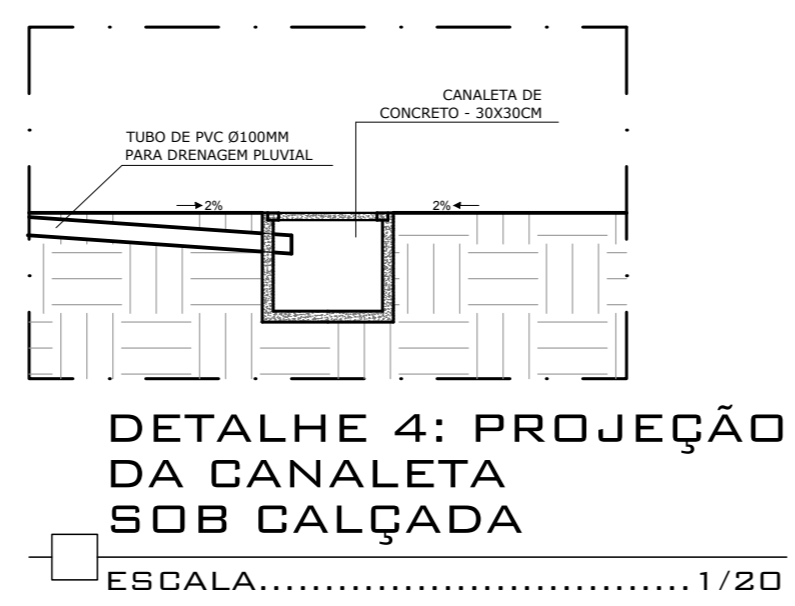 CANALETA DE
CONCRETO - 30X30CM
TUBO DE PVC Ø100MM
PARA DRENAGEM PLUVIAL
2%
2%
DETALHE 4: PROJEÇÃO
DA CANALETA
SOB CALÇADA
ESCALA.................................1/20